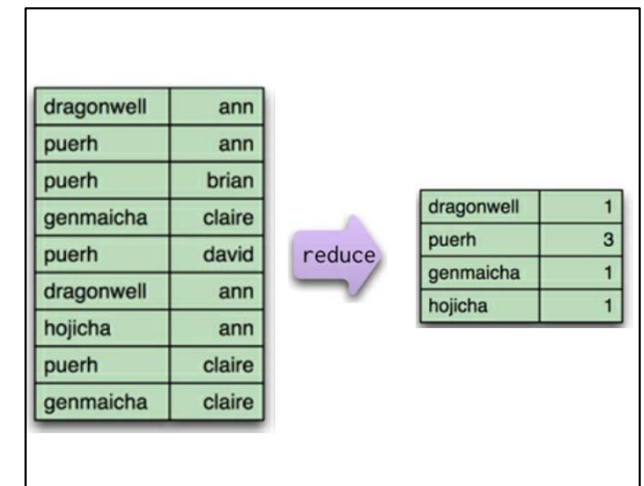 dragonwell ann
puerh ann
puerh brian
genmaicha claire
puerh david
dragonwell ann
hojicha ann
puerh claire
genmaicha claire
reduce
dragonwell 1
puerh 3
genmaicha 1
hojicha 1